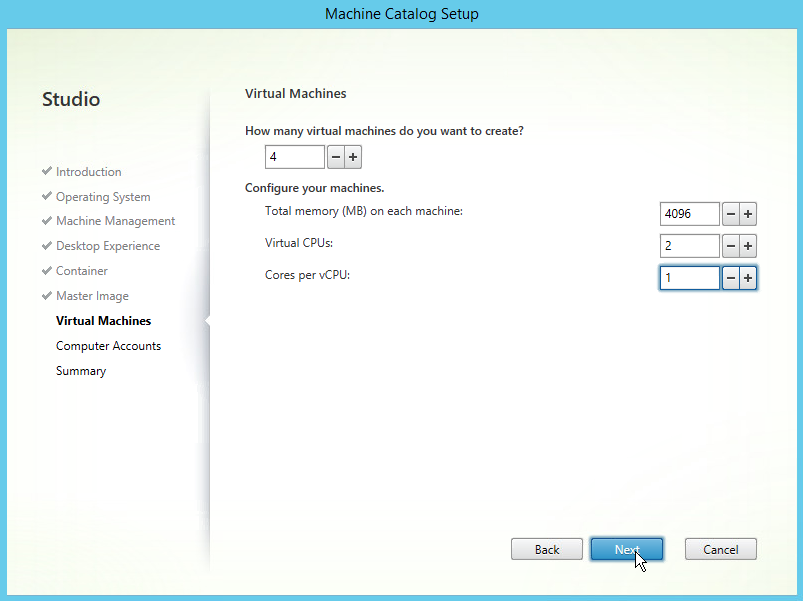 Machine Catalog Setup
Studio
Introduction
Operating System
Machine Management
Desktop Experience
Container
Master Image
Virtual Machines
Computer Accounts
Summary
Virtual Machines
How many virtual machines do you want to create?
4 − +
Configure your machines.
Total memory (MB) on each machine: 4096 − +
Virtual CPUs: 2 − +
Cores per vCPU: 1 − +
Back Next Cancel